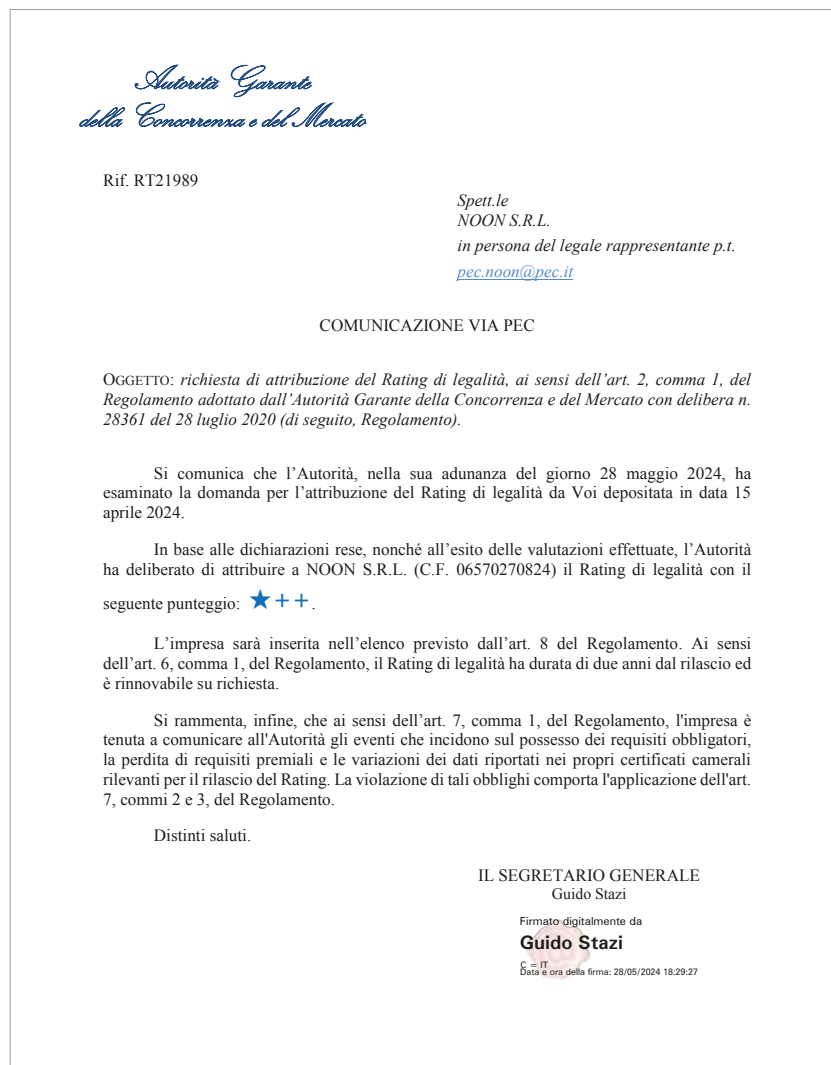 Autorità Garante
della Concorrenza e del Mercato
Rif. RT21989
Spett.le
NOON S.R.L.
in persona del legale rappresentante p.t.
pec.noon@pec.it
COMUNICAZIONE VIA PEC
OGGETTO: richiesta di attribuzione del Rating di legalità, ai sensi dell’art. 2, comma 1, del
Regolamento adottato dall’Autorità Garante della Concorrenza e del Mercato con delibera n.
28361 del 28 luglio 2020 (di seguito, Regolamento).
Si comunica che l’Autorità, nella sua adunanza del giorno 28 maggio 2024, ha
esaminato la domanda per l’attribuzione del Rating di legalità da Voi depositata in data 15
aprile 2024.
In base alle dichiarazioni rese, nonché all’esito delle valutazioni effettuate, l’Autorità
ha deliberato di attribuire a NOON S.R.L. (C.F. 06570270824) il Rating di legalità con il
seguente punteggio: ★++.
L’impresa sarà inserita nell’elenco previsto dall’art. 8 del Regolamento. Ai sensi
dell’art. 6, comma 1, del Regolamento, il Rating di legalità ha durata di due anni dal rilascio ed
è rinnovabile su richiesta.
Si rammenta, infine, che ai sensi dell’art. 7, comma 1, del Regolamento, l'impresa è
tenuta a comunicare all'Autorità gli eventi che incidono sul possesso dei requisiti obbligatori,
la perdita di requisiti premiali e le variazioni dei dati riportati nei propri certificati camerali
rilevanti per il rilascio del Rating. La violazione di tali obblighi comporta l'applicazione dell'art.
7, commi 2 e 3, del Regolamento.
Distinti saluti.
IL SEGRETARIO GENERALE
Guido Stazi
Firmato digitalmente da
Guido Stazi
C = IT
Data e ora della firma: 28/05/2024 18:29:27